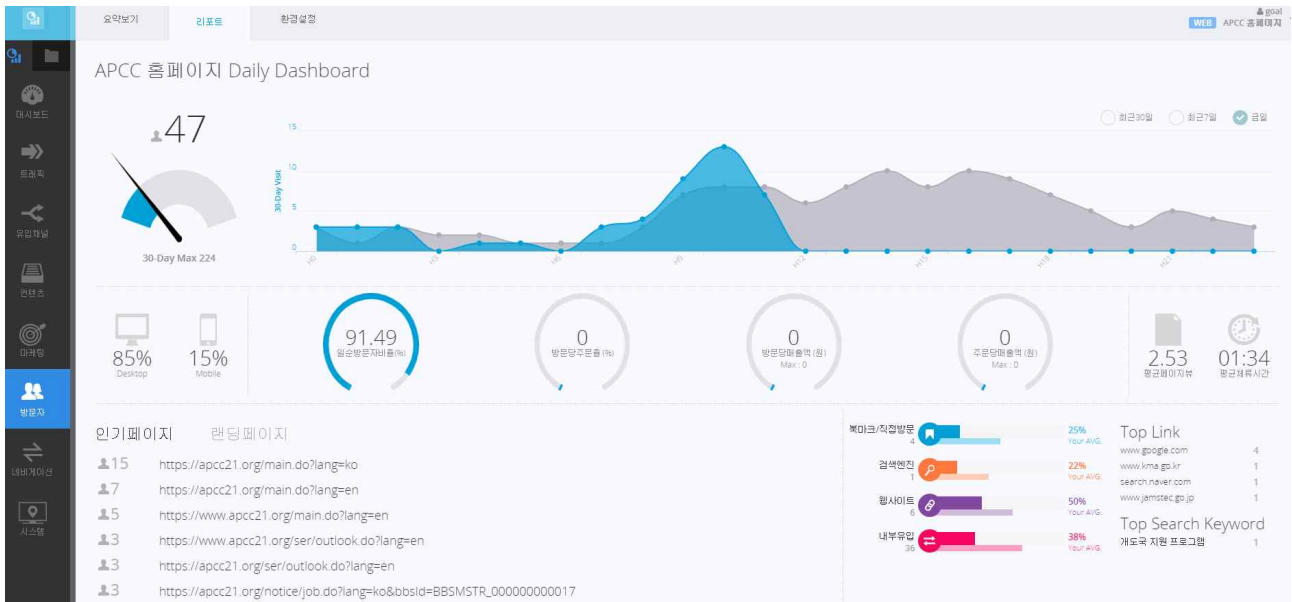 요약보기
리포트
환경설정
goal
WEB APCC 홈페이지
APCC 홈페이지 Daily Dashboard
대시보드
트래픽
유입채널
컨텐츠
마케팅
방문자
네비게이션
시스템
47
30-Day Max 224
최근30일 최근7일 금일
30-Day Visit
15
10
5
0
H0 H3 H6 H9 H12 H15 H18 H21
85%
Desktop
15%
Mobile
91.49
일순방문자비율(%)
0
방문당주문율 (%)
0
방문당매출액 (원)
Max : 0
0
주문당매출액 (원)
Max : 0
2.53
평균페이지뷰
01:34
평균체류시간
인기페이지 랜딩페이지
15 https://apcc21.org/main.do?lang=ko
7 https://apcc21.org/main.do?lang=en
5 https://www.apcc21.org/main.do?lang=en
3 https://www.apcc21.org/ser/outlook.do?lang=en
3 https://apcc21.org/ser/outlook.do?lang=en
3 https://apcc21.org/notice/job.do?lang=ko&bbsId=BBSMSTR_000000000017
북마크/직접방문
4
25%
Your AVG.
검색엔진
1
22%
Your AVG.
웹사이트
6
50%
Your AVG.
내부유입
36
38%
Your AVG.
Top Link
www.google.com 4
www.kma.go.kr 1
search.naver.com 1
www.jamstec.go.jp 1
Top Search Keyword
개도국 지원 프로그램 1